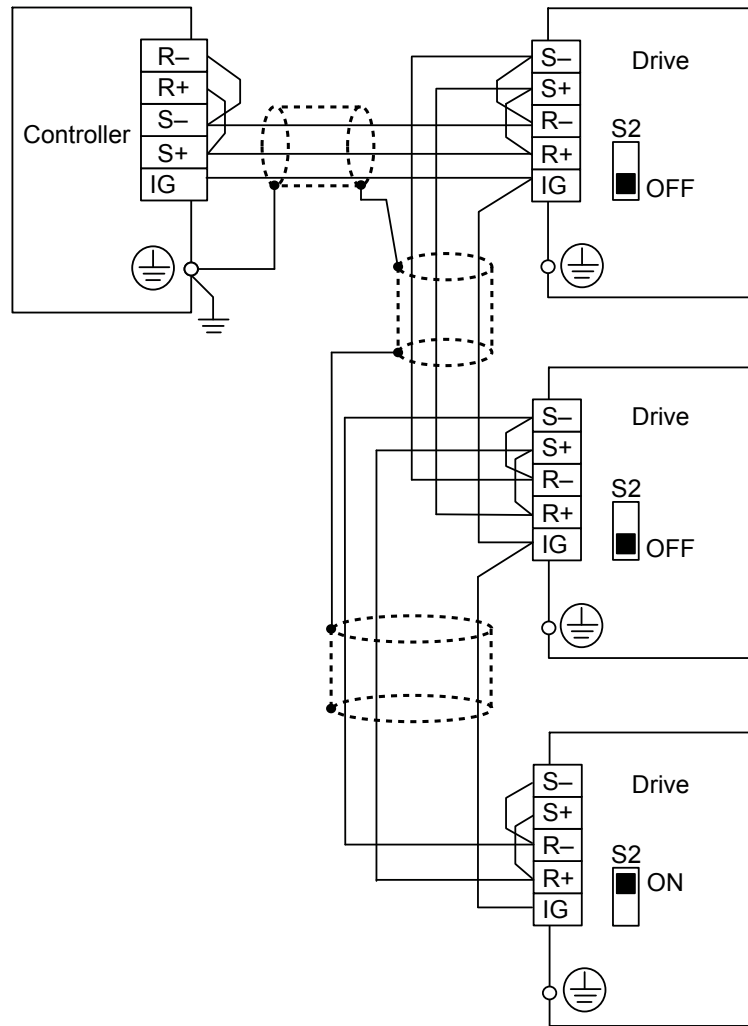 Controller
R–
R+
S–
S+
IG
S–
S+
R–
R+
IG
Drive
S2
OFF
S–
S+
R–
R+
IG
Drive
S2
OFF
S–
S+
R–
R+
IG
Drive
S2
ON